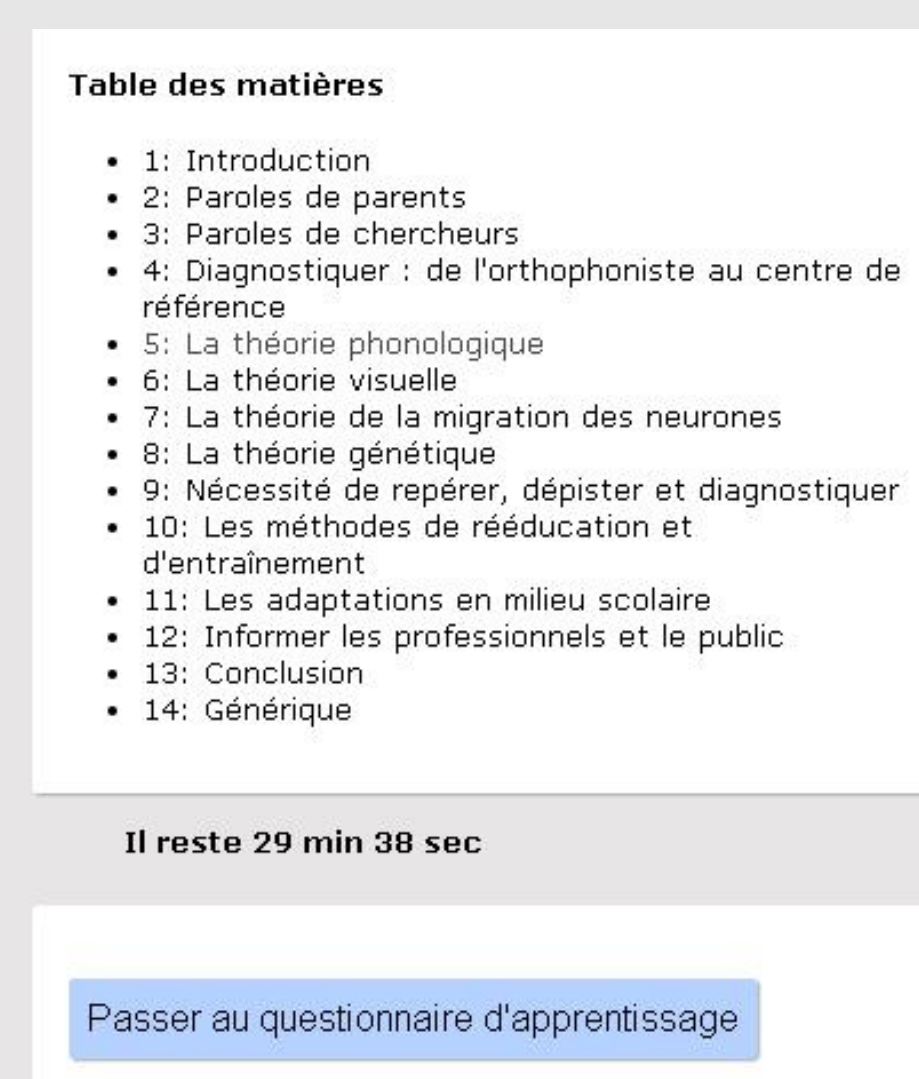 Table des matières
• 1: Introduction
• 2: Paroles de parents
• 3: Paroles de chercheurs
• 4: Diagnostiquer : de l'orthophoniste au centre de
référence
• 5: La théorie phonologique
• 6: La théorie visuelle
• 7: La théorie de la migration des neurones
• 8: La théorie génétique
• 9: Nécessité de repérer, dépister et diagnostiquer
• 10: Les méthodes de rééducation et
d'entraînement
• 11: Les adaptations en milieu scolaire
• 12: Informer les professionnels et le public
• 13: Conclusion
• 14: Générique
Il reste 29 min 38 sec
Passer au questionnaire d'apprentissage